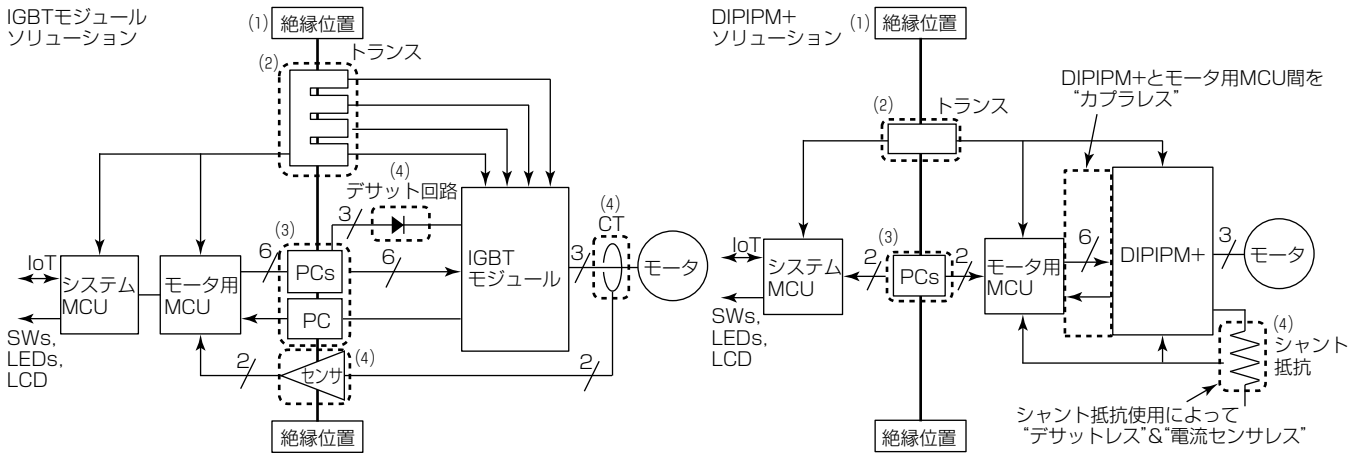 IGBTモジュール
ソリューション
(1)
絶縁位置
(2)
トランス
(4)
デサット回路
3
(4)
CT
(3)
6
PCs
6
IGBT
モジュール
3
モータ
IoT
システム
MCU
モータ用
MCU
PC
SWs,
LEDs,
LCD
2
センサ
(4)
2
絶縁位置
DIPIPM+
ソリューション
(1)
絶縁位置
DIPIPM+とモータ用MCU間を
“カプラレス”
(2)
トランス
IoT
システム
MCU
(3)
2
PCs
2
モータ用
MCU
6
DIPIPM+
3
モータ
SWs,
LEDs,
LCD
(4)
シャント
抵抗
シャント抵抗使用によって
“デサットレス”&“電流センサレス”
絶縁位置